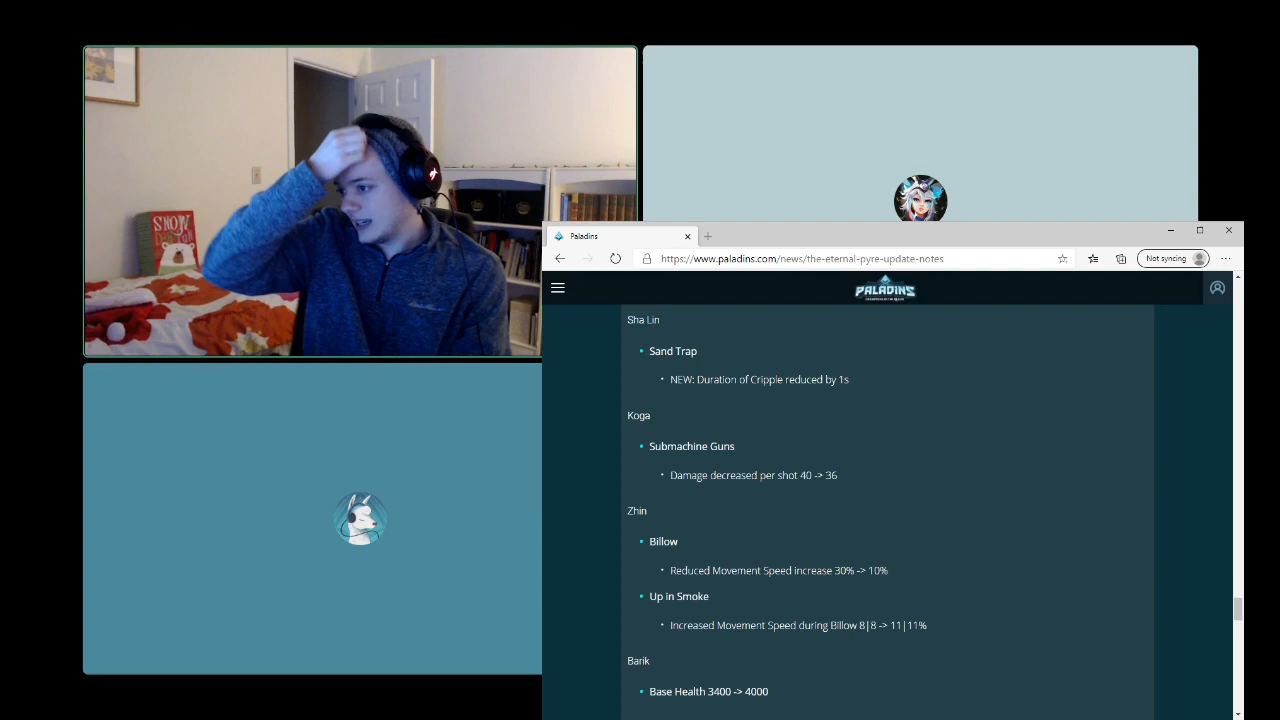 SNOW
Paladins
https://www.paladins.com/news/the-eternal-pyre-update-notes
Not syncing
PALADINS
Sha Lin
Sand Trap
NEW: Duration of Cripple reduced by 1s
Koga
Submachine Guns
Damage decreased per shot 40 -> 36
Zhin
Billow
Reduced Movement Speed increase 30% -> 10%
Up in Smoke
Increased Movement Speed during Billow 8|8 -> 11|11%
Barik
Base Health 3400 -> 4000